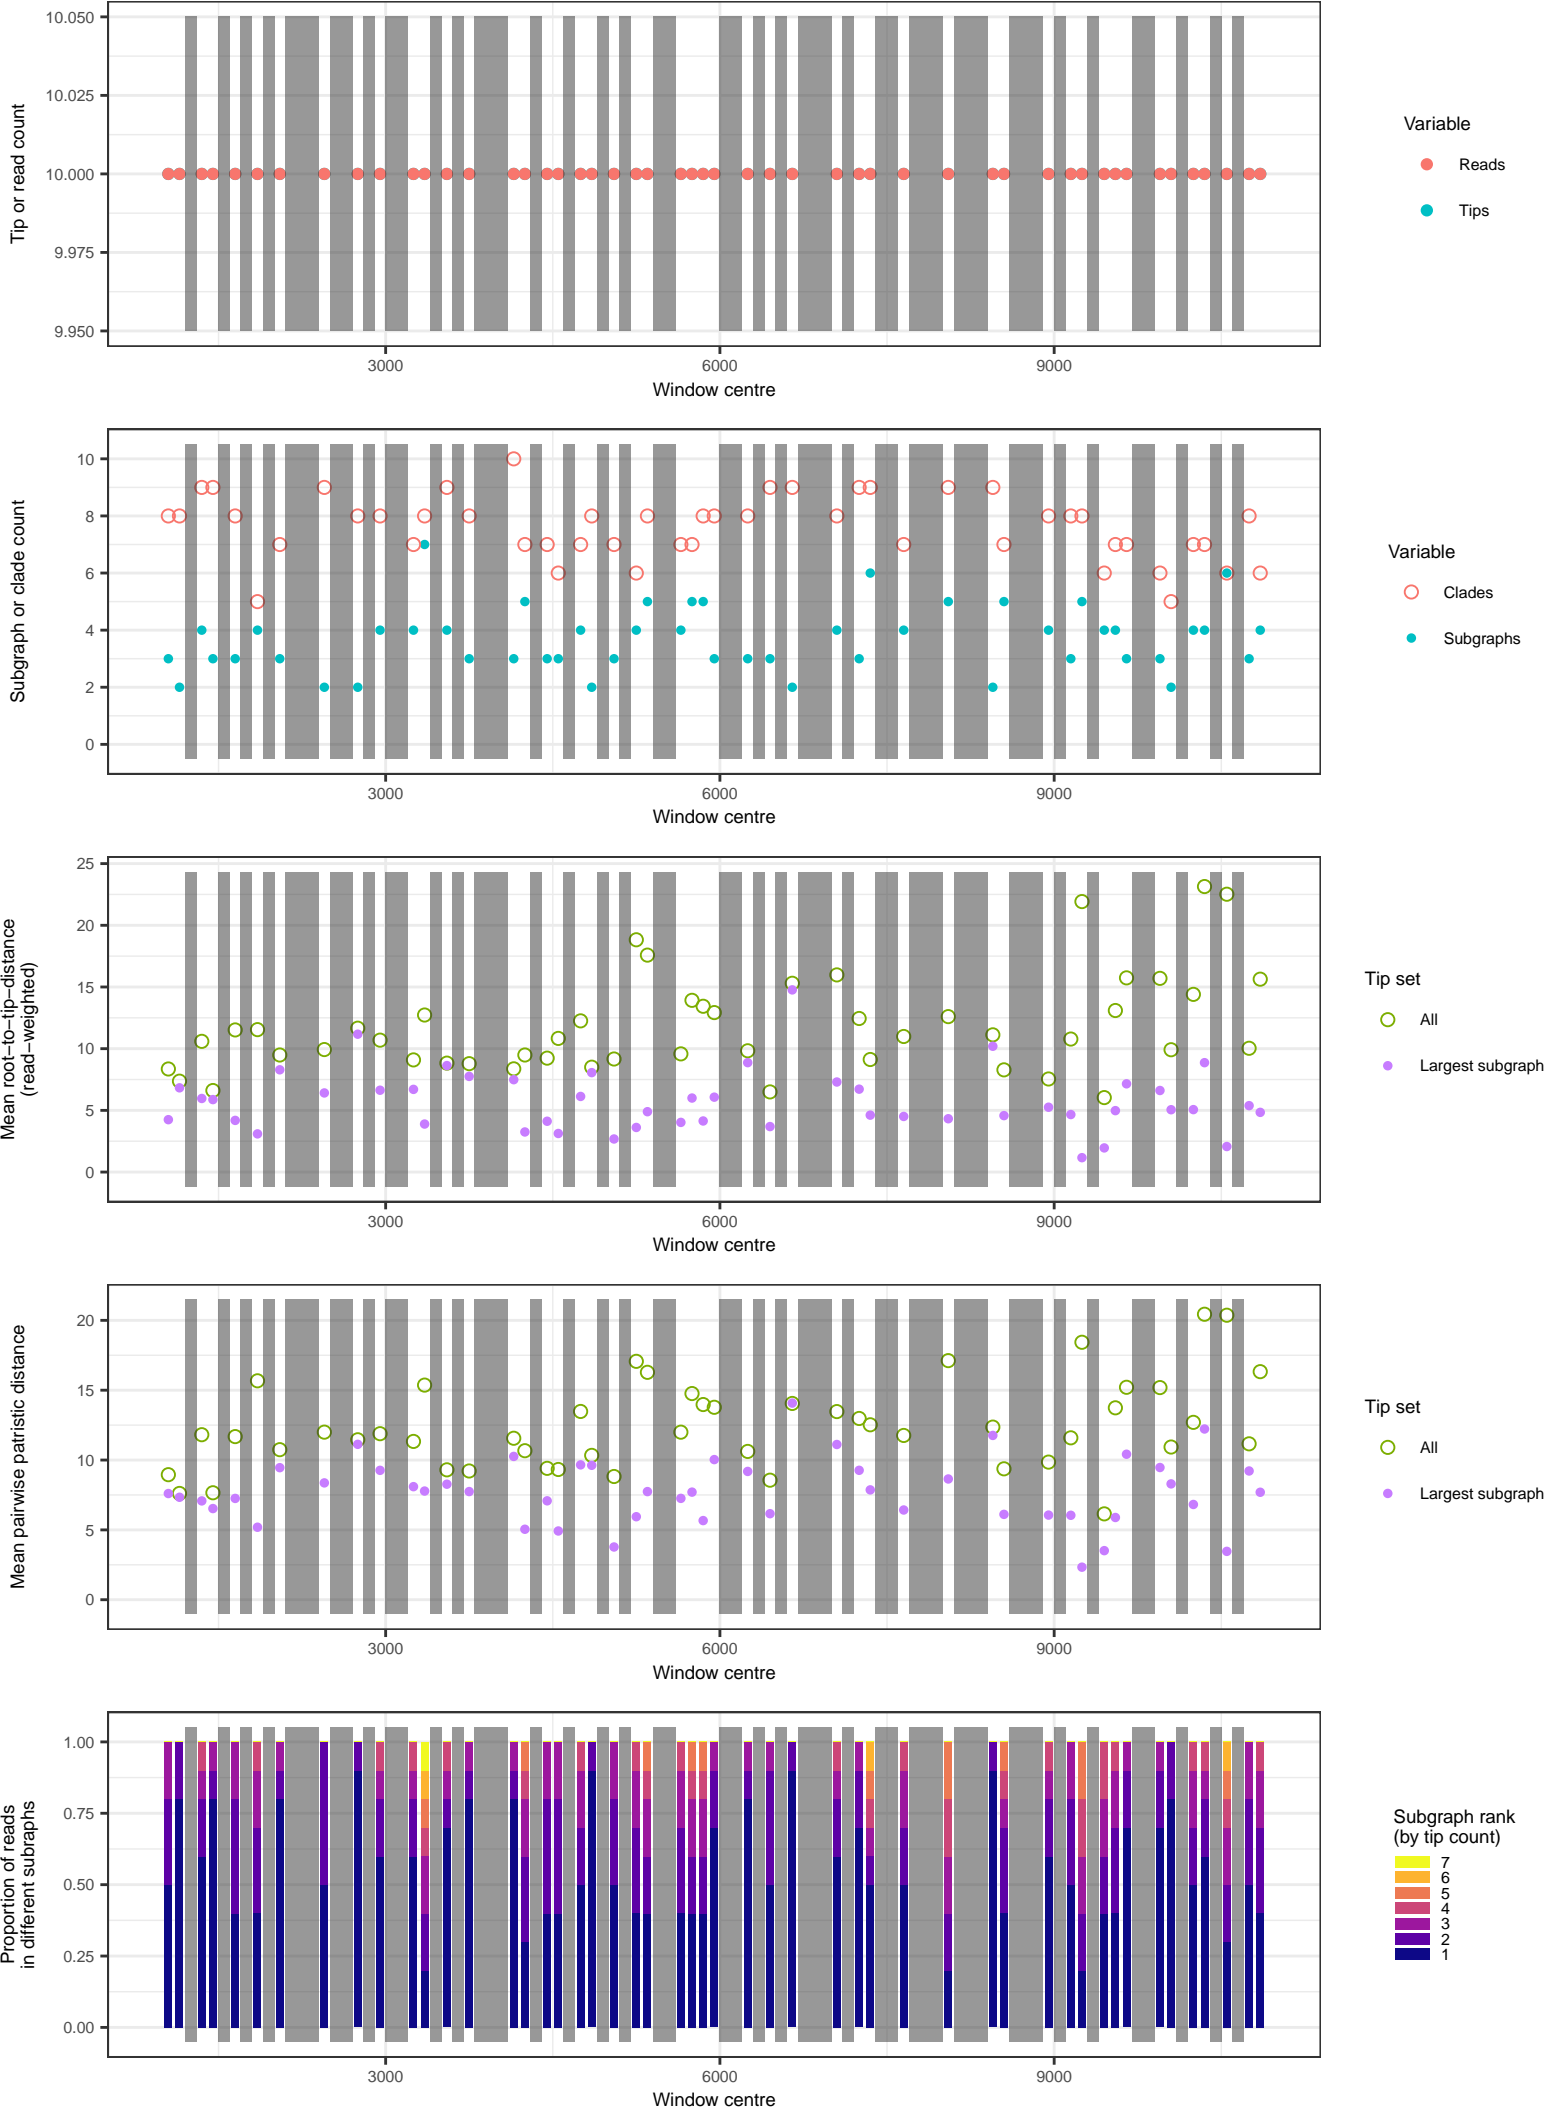 10.050
10.025
10.000
9.975
9.950
Tip or read count
3000
6000
9000
Window centre
Variable
Reads
Tips
10
8
6
4
2
0
Subgraph or clade count
3000
6000
9000
Window centre
Variable
Clades
Subgraphs
25
20
15
10
5
0
Mean root−to−tip−distance
(read−weighted)
3000
6000
9000
Window centre
Tip set
All
Largest subgraph
20
15
10
5
0
Mean pairwise patristic distance
3000
6000
9000
Window centre
Tip set
All
Largest subgraph
1.00
0.75
0.50
0.25
0.00
Proportion of reads
in different subraphs
3000
6000
9000
Window centre
Subgraph rank
(by tip count)
7
6
5
4
3
2
1